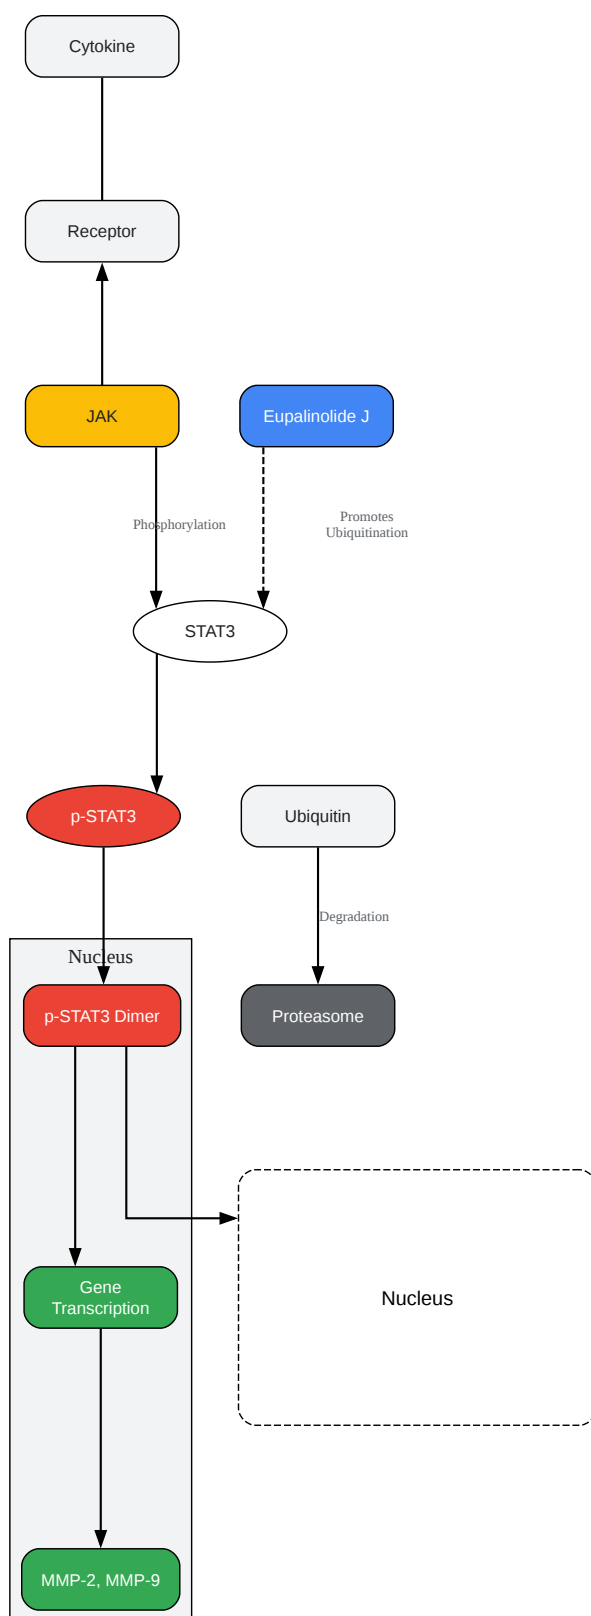 Cytokine
Receptor
JAK
Eupalinolide J
Phosphorylation
Promotes
Ubiquitination
STAT3
p-STAT3
Ubiquitin
Degradation
Nucleus
p-STAT3 Dimer
Proteasome
Gene
Transcription
Nucleus
MMP-2, MMP-9